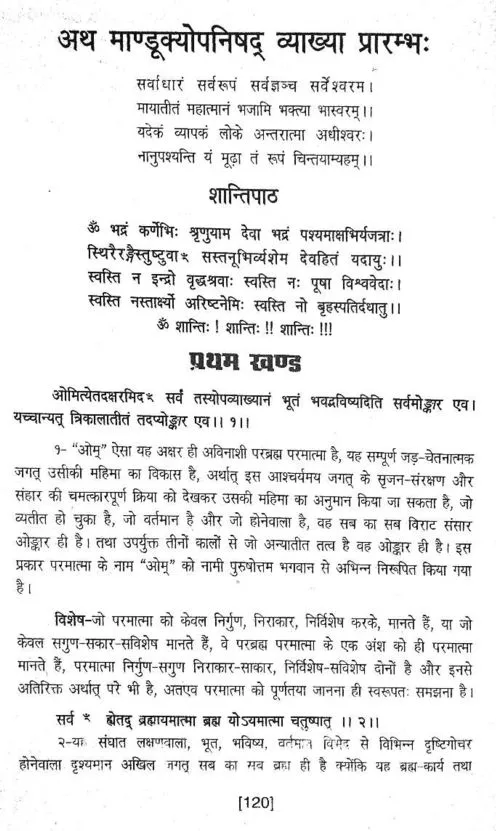 अथ माण्डूक्योपनिषद् व्याख्या प्रारम्भः
सर्वाधारं सर्वरूपं सर्वज्ञञ्च सर्वेश्वरम।
मायातीतं महात्मानं भजामि भक्त्या भास्वरम्।।
यदेकं व्यापकं लोके अन्तरात्मा अधीश्वरः।
नानुपश्यन्ति यं मूढ़ा तं रूपं चिन्तयाम्यहम्।।
शान्तिपाठ
ॐ भद्रं कर्णेभिः श्रृणुयाम देवा भद्रं पश्यमाक्षभिर्यजत्राः।
स्थिरैरङ्गैस्तुष्टुवा ँ सस्तनूभिर्व्यशेम देवहितं यदायुः।।
स्वस्ति न इन्द्रो वृद्धश्रवाः स्वस्ति नः पूषा विश्ववेदाः।
स्वस्ति नस्तार्क्ष्यो अरिष्टनेमिः स्वस्ति नो बृहस्पतिर्दधातु।।
ॐ शान्तिः ! शान्तिः !! शान्तिः !!!
प्रथम खण्ड
ओमित्येतदक्षरमिद ँ सर्वं तस्योपव्याख्यानं भूतं भवद्भविष्यदिति सर्वमोङ्कार एव।
यच्चान्यत् त्रिकालातीतं तदप्योङ्कार एव।। १।।
१- “ओम्” ऐसा यह अक्षर ही अविनाशी परब्रह्म परमात्मा है, यह सम्पूर्ण जड़-चेतनात्मक
जगत् उसीकी महिमा का विकास है, अर्थात् इस आश्चर्यमय जगत् के सृजन-संरक्षण और
संहार की चमत्कारपूर्ण क्रिया को देखकर उसकी महिमा का अनुमान किया जा सकता है, जो
व्यतीत हो चुका है, जो वर्तमान है और जो होनेवाला है, वह सब का सब विराट संसार
ओङ्कार ही है। तथा उपर्युक्त तीनों कालों से जो अन्यातीत तत्व है वह ओङ्कार ही है। इस
प्रकार परमात्मा के नाम “ओम्” को नामी पुरुषोत्तम भगवान से अभिन्न निरूपित किया गया
है।
विशेष-जो परमात्मा को केवल निर्गुण, निराकार, निर्विशेष करके, मानते हैं, या जो
केवल सगुण-सकार-सविशेष मानते हैं, वे परब्रह्म परमात्मा के एक अंश को ही परमात्मा
मानते हैं, परमात्मा निर्गुण-सगुण निराकार-साकार, निर्विशेष-सविशेष दोनों है और इनसे
अतिरिक्त अर्थात् परे भी है, अतएव परमात्मा को पूर्णतया जानना ही स्वरूपतः समझना है।
सर्व ँ ह्येतद् ब्रह्मायमात्मा ब्रह्म योऽयमात्मा चतुष्पात् ।। २।।
२-यह संघात लक्षणवाला, भूत, भविष्य, वर्तमान विभेद से विभिन्न दृष्टिगोचर
होनेवाला दृश्यमान अखिल जगत् सब का सब ब्रह्म ही है क्योंकि यह ब्रह्म-कार्य तथा
[120]